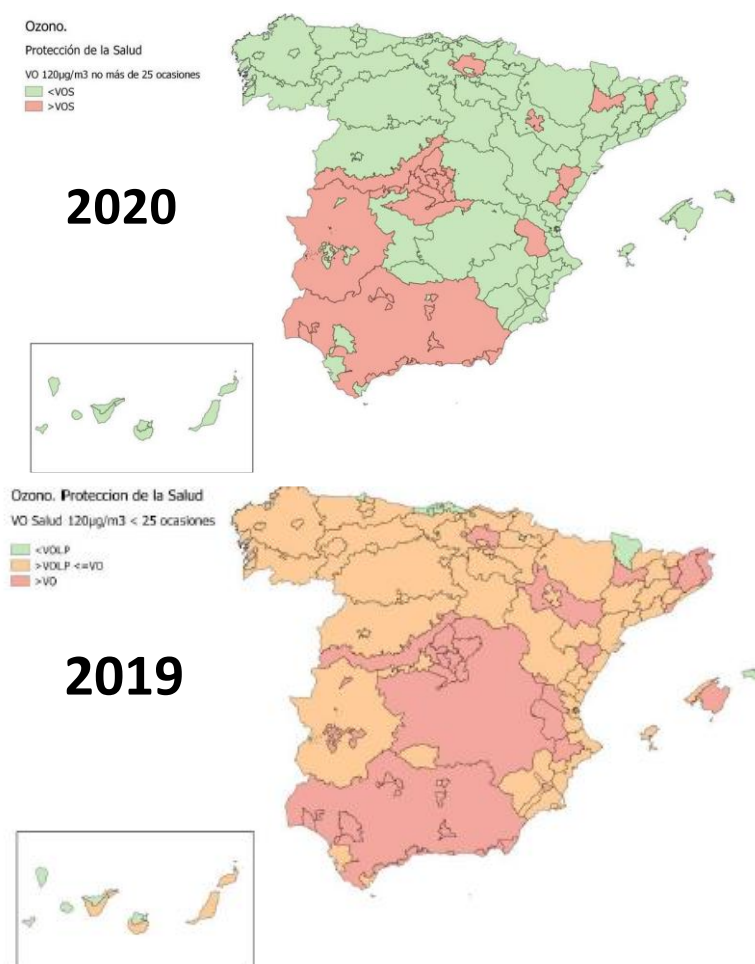 Ozono.
Protección de la Salud
VO 120µg/m3 no más de 25 ocasiones
<VOS
>VOS
2020
Ozono. Proteccion de la Salud
VO Salud 120µg/m3 < 25 ocasiones
<VOLP
>VOLP <=VO
>VO
2019